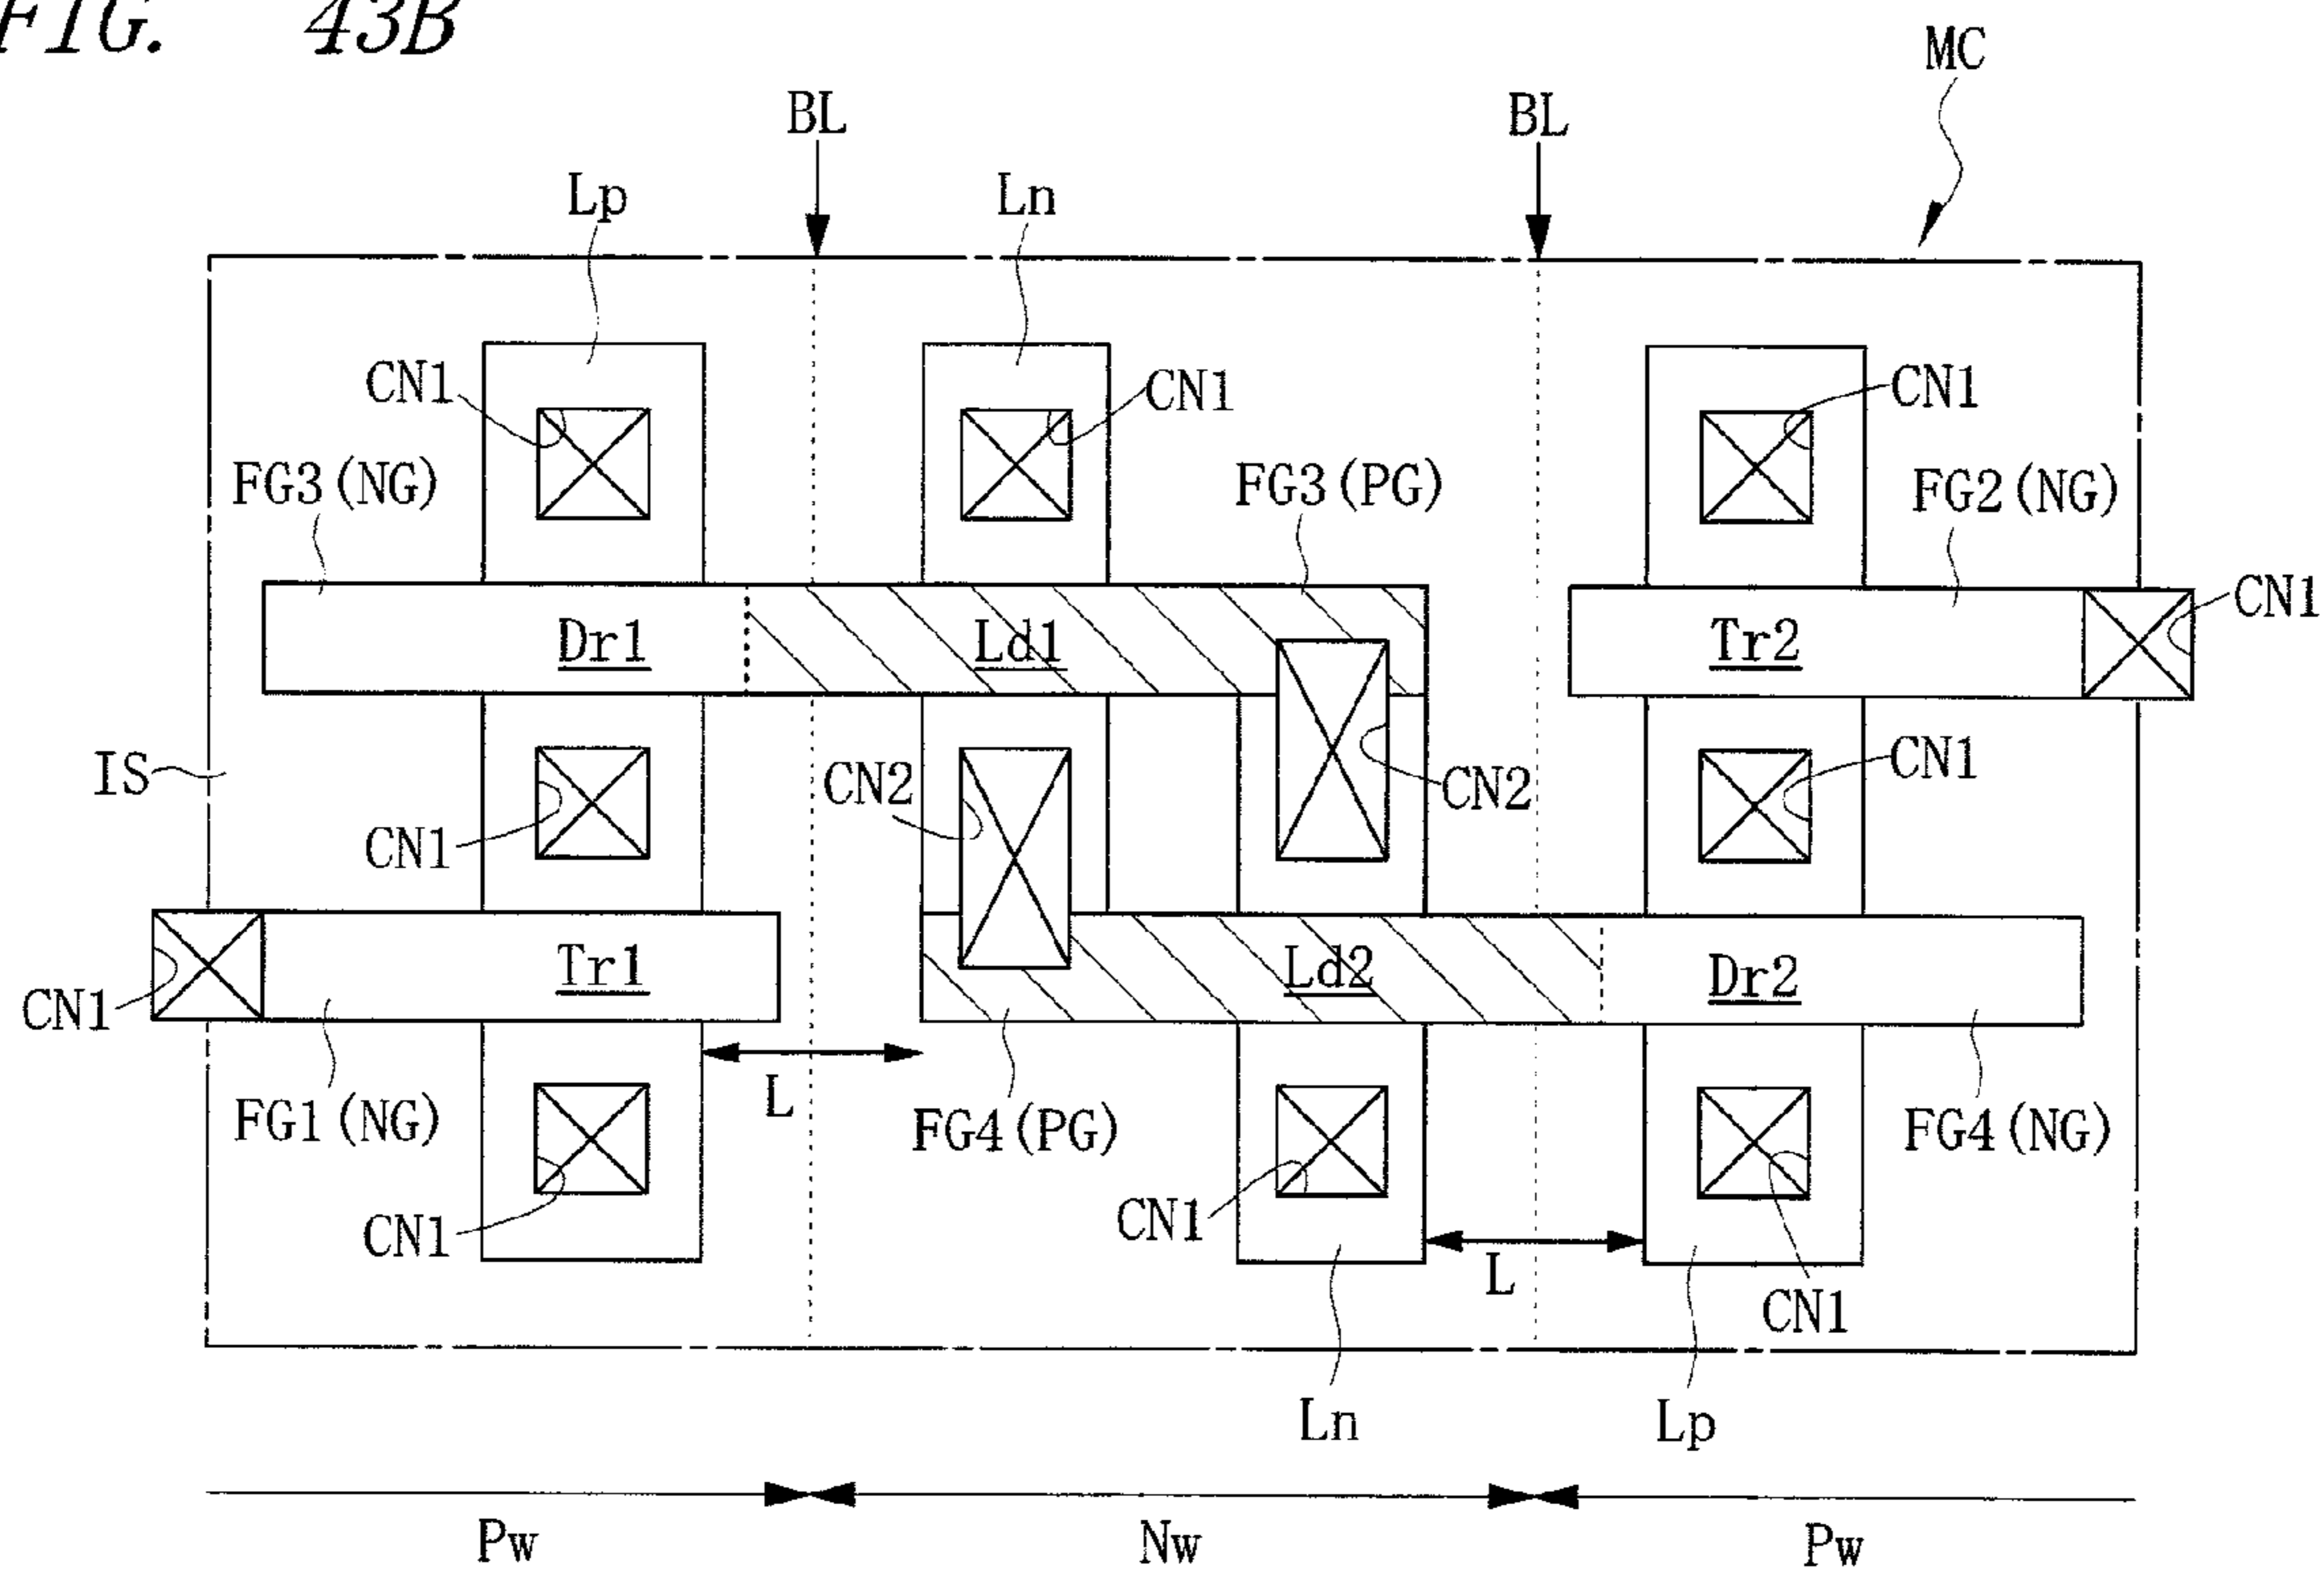 FIG. 43B
MC
BL
BL
Lp
Ln
CN1
CN1
CN1
FG3(NG)
FG3(PG)
FG2(NG)
CN1
Dr1
Ld1
Tr2
IS
CN2
CN2
CN1
CN1
Tr1
Ld2
Dr2
CN1
L
FG1(NG)
FG4(PG)
FG4(NG)
CN1
CN1
L
CN1
Ln
Lp
Pw
Nw
Pw